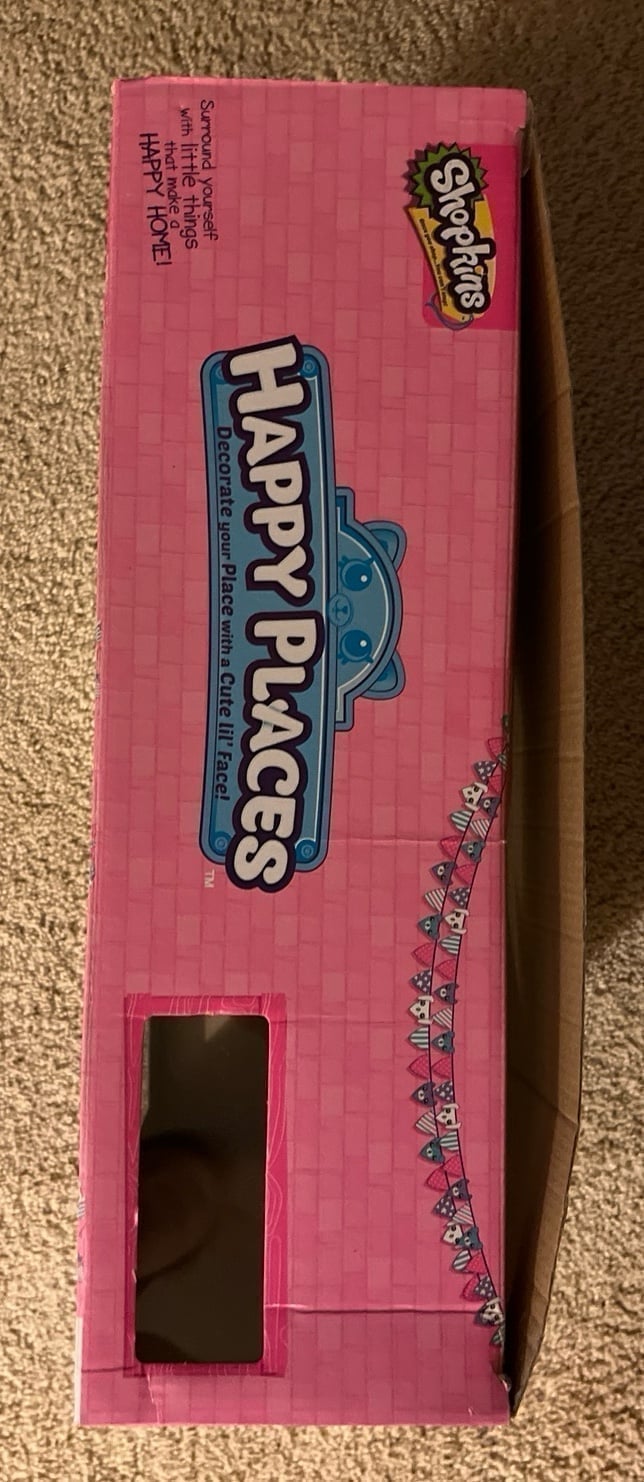 Shopkins
HAPPY PLACES
Decorate your Place with a Cute lil' Face!
TM
Surround yourself
with little things
that make a
HAPPY HOME!